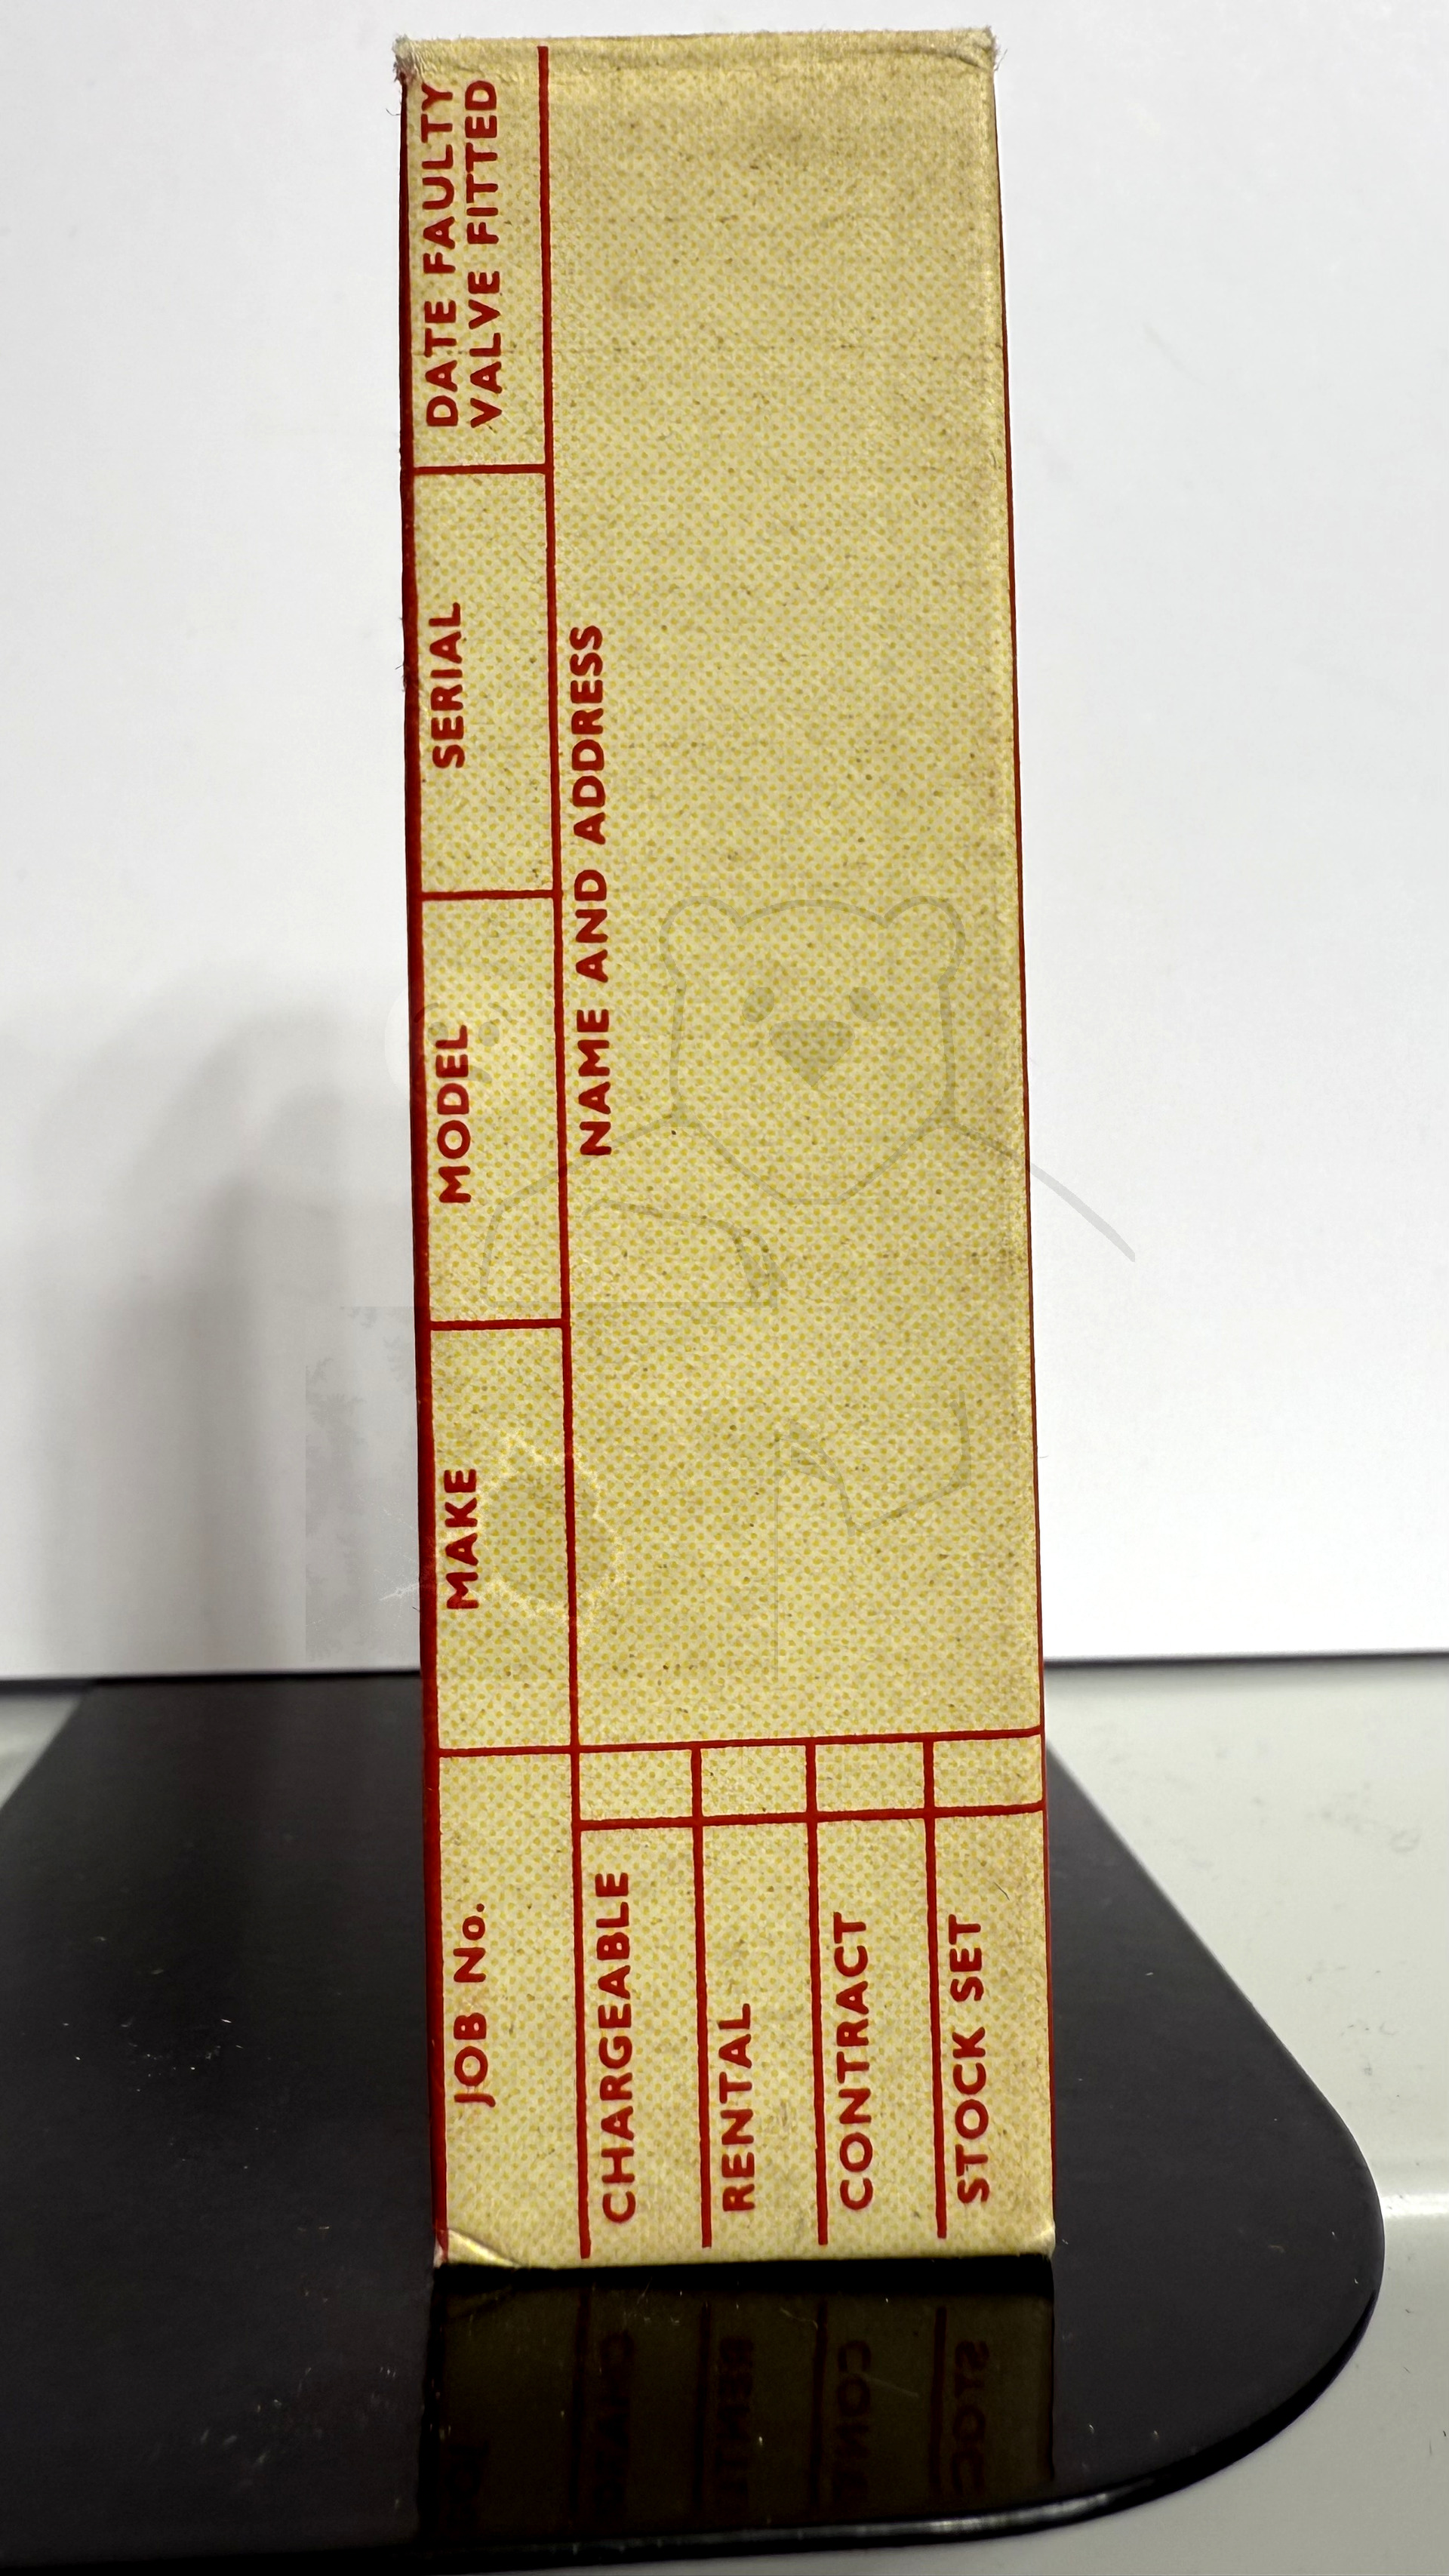 JOB No.
MAKE
MODEL
SERIAL
DATE FAULTY
VALVE FITTED
CHARGEABLE
RENTAL
CONTRACT
STOCK SET
NAME AND ADDRESS